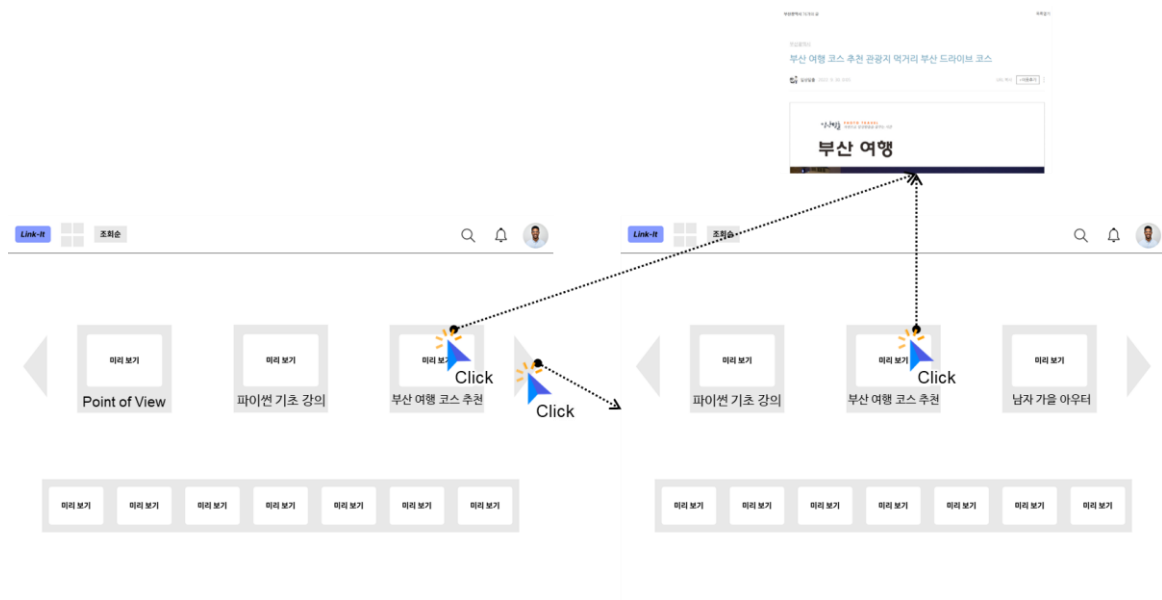 부산 여행 코스 추천 관광지 먹거리 부산 드라이브 코스
부산 여행
Link-It
조회순
미리 보기
Point of View
미리 보기
파이썬 기초 강의
미리 보기
부산 여행 코스 추천
Click
Click
미리 보기
미리 보기
미리 보기
미리 보기
미리 보기
미리 보기
미리 보기
Link-It
조회순
미리 보기
파이썬 기초 강의
미리 보기
부산 여행 코스 추천
Click
미리 보기
남자 가을 아우터
미리 보기
미리 보기
미리 보기
미리 보기
미리 보기
미리 보기
미리 보기